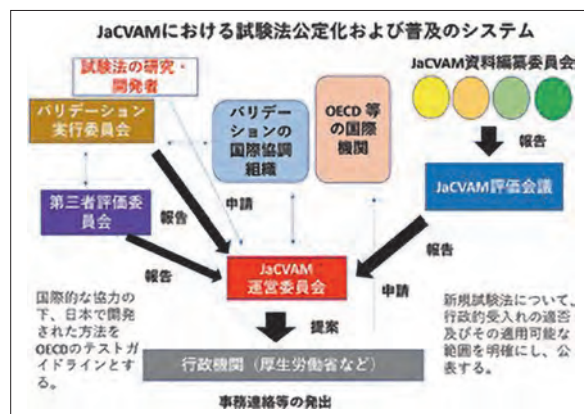 JaCVAMにおける試験法公定化および普及のシステム
試験法の研究・
開発者
バリデーション
実行委員会
第三者評価委
員会
バリデー
ションの
国際協調
組織
OECD 等
の国際
機関
JaCVAM資料編纂委員会
報告
JaCVAM評価会議
報告
申請
報告
報告
申請
JaCVAM
運営委員会
提案
行政機関（厚生労働省など）
事務連絡等の発出
国際的な協力の
下、日本で開発
された方法を
OECDのテストガ
イドラインとす
る。
新規試験法について、
行政的受入れの適否
及びその適用可能な
範囲を明確にし、公
表する。